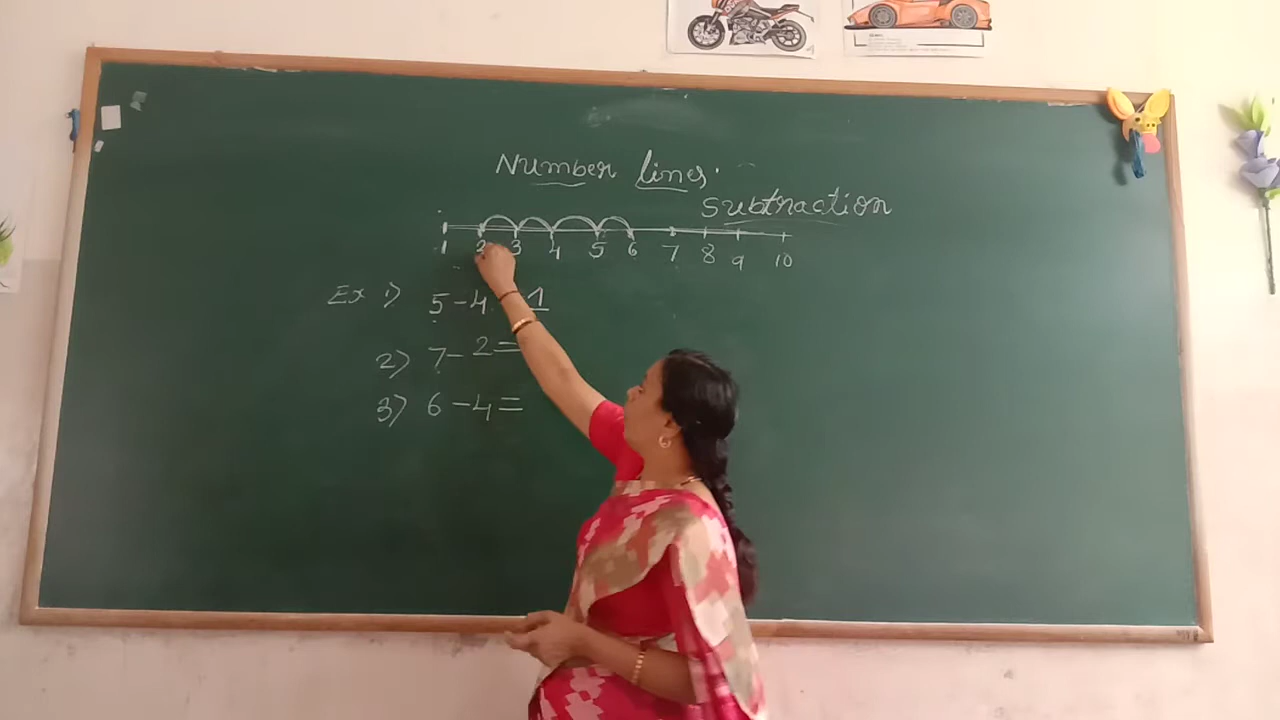 Number lines.
Subtraction
1 2 3 4 5 6 7 8 9 10
Ex 1) 5-4 1
2) 7-2=
3) 6-4=